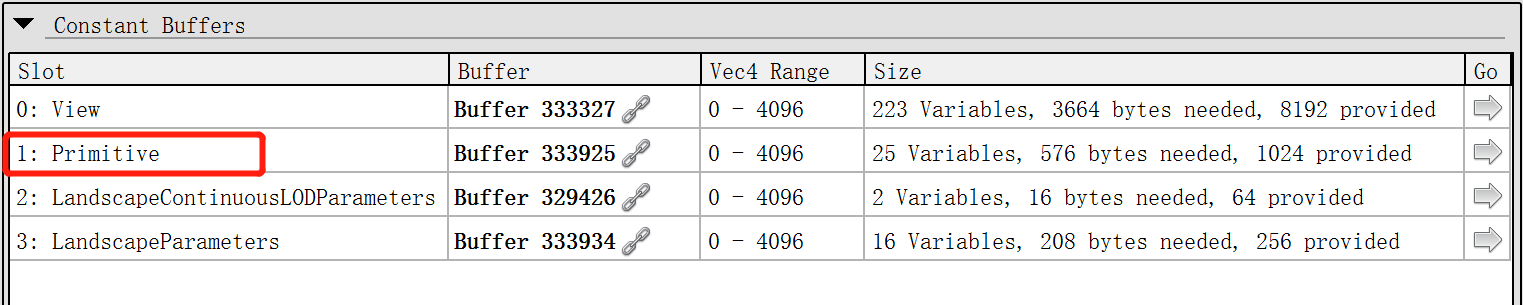 Constant Buffers
Slot Buffer Vec4 Range Size Go
0: View Buffer 333327 0 - 4096 223 Variables, 3664 bytes needed, 8192 provided
1: Primitive Buffer 333925 0 - 4096 25 Variables, 576 bytes needed, 1024 provided
2: LandscapeContinuousLODParameters Buffer 329426 0 - 4096 2 Variables, 16 bytes needed, 64 provided
3: LandscapeParameters Buffer 333934 0 - 4096 16 Variables, 208 bytes needed, 256 provided